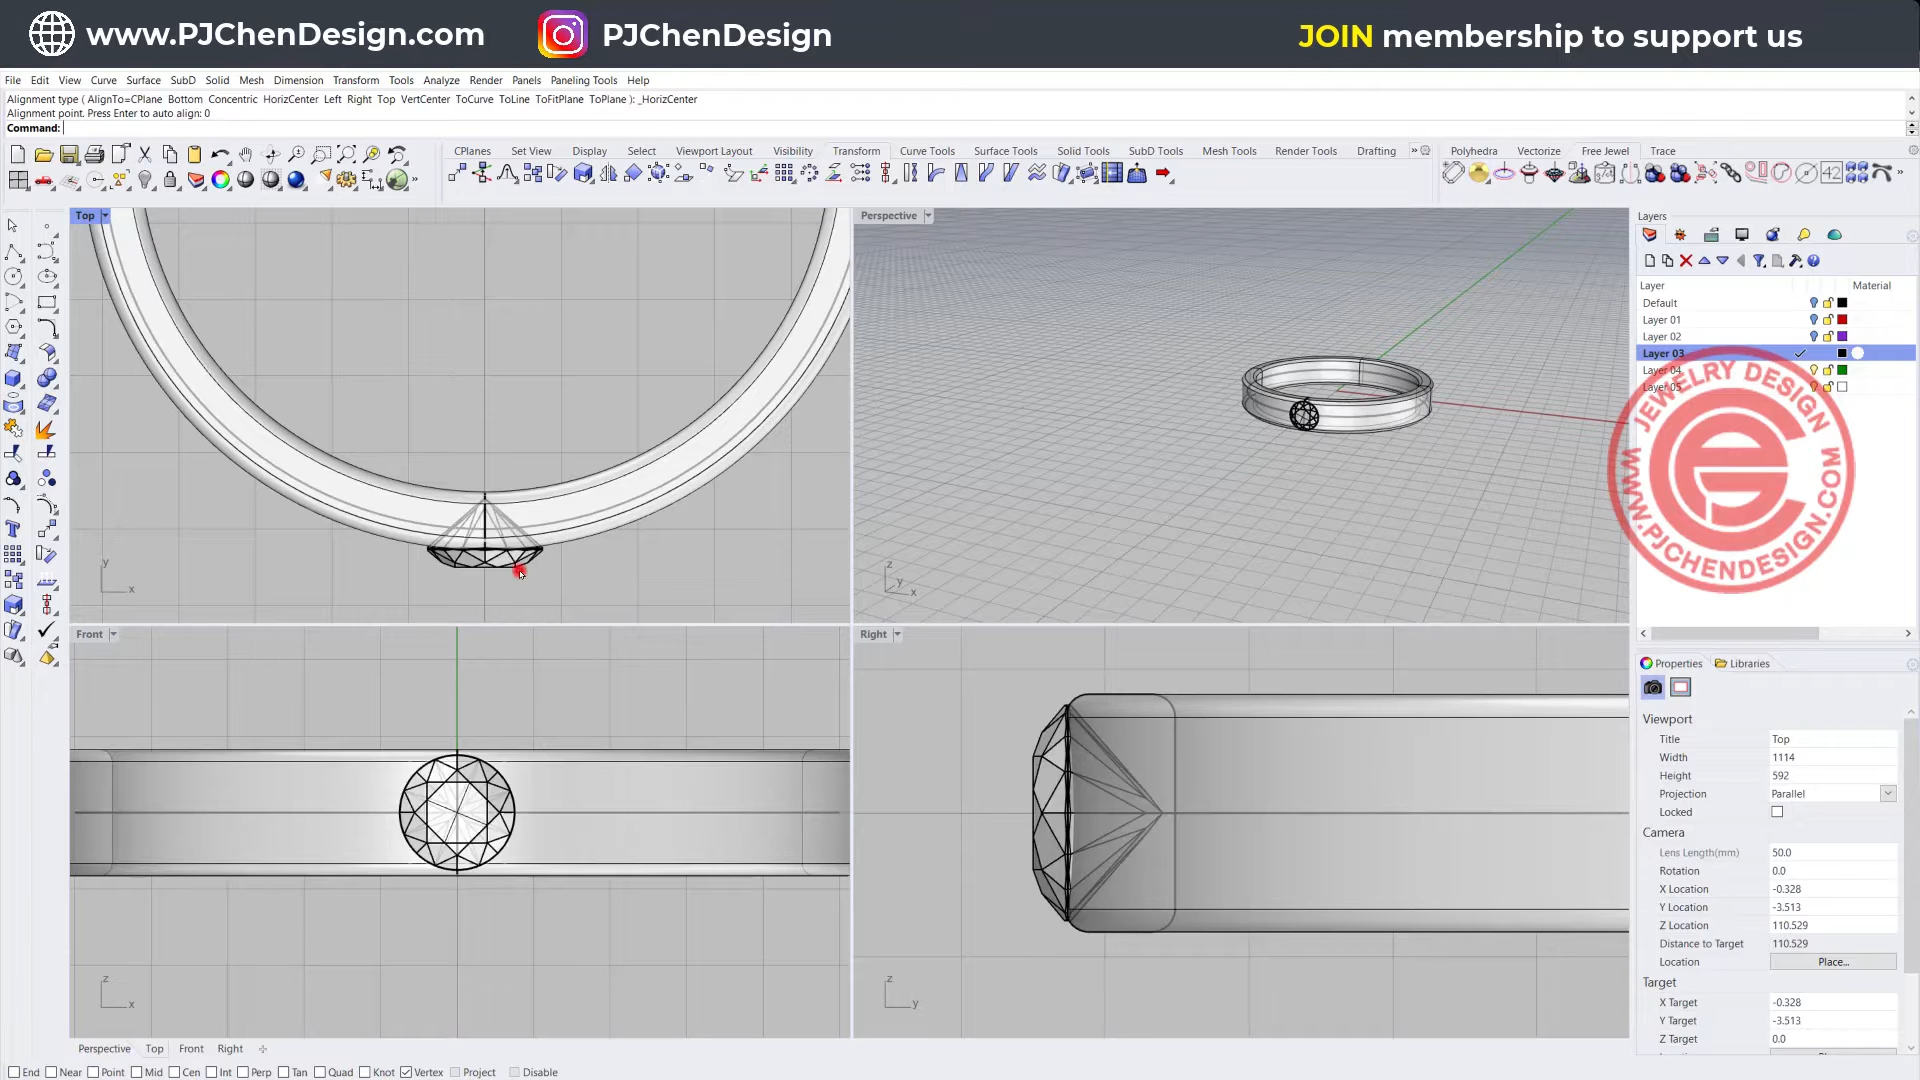 www.PJChenDesign.com
PJChenDesign
JOIN membership to support us
File Edit View Curve Surface SubD Solid Mesh Dimension Transform Tools Analyze Render Panels Paneling Tools Help
Alignment type ( AlignTo=CPlane Bottom Concentric HorizCenter Left Right Top VertCenter ToCurve ToLine ToFitPlane ToPlane ): _HorizCenter
Alignment point. Press Enter to auto align: 0
Command:
CPlanes Set View Display Select Viewport Layout Visibility Transform Curve Tools Surface Tools Solid Tools SubD Tools Mesh Tools Render Tools Drafting »
Polyhedra Vectorize Free Jewel Trace
42
Top
Perspective
Layers
Layer Material
Default
Layer 01
Layer 02
Layer 03
Layer 04
Layer 05
JEWELRY DESIGN
WWW.PJCHENDESIGN.COM
y
x
z
y
x
Front
Right
z
x
z
y
Properties Libraries
Viewport
Title Top
Width 1114
Height 592
Projection Parallel
Locked
Camera
Lens Length(mm) 50.0
Rotation 0.0
X Location -0.328
Y Location -3.513
Z Location 110.529
Distance to Target 110.529
Location Place...
Target
X Target -0.328
Y Target -3.513
Z Target 0.0
Perspective Top Front Right
End Near Point Mid Cen Int Perp Tan Quad Knot Vertex Project Disable